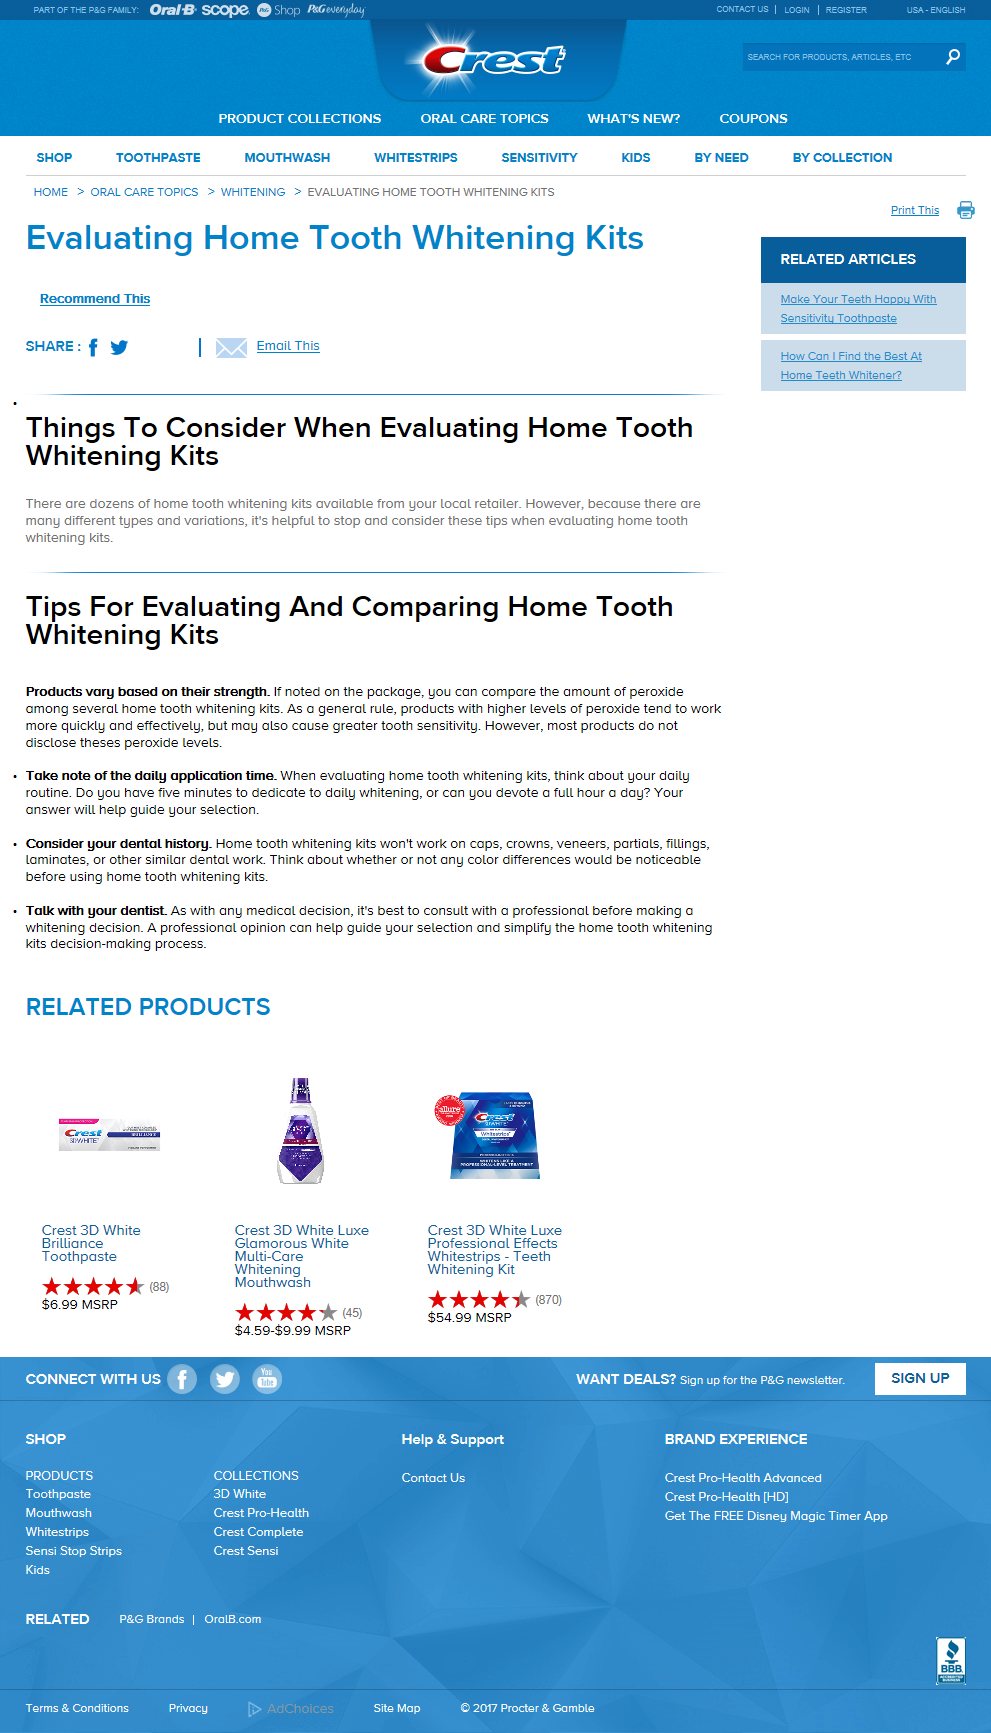 PART OF THE P&G FAMILY: Oral-B scope P&G Shop P&G everyday CONTACT US | LOGIN | REGISTER USA - ENGLISH
Crest
SEARCH FOR PRODUCTS, ARTICLES, ETC
PRODUCT COLLECTIONS ORAL CARE TOPICS WHAT'S NEW? COUPONS
SHOP TOOTHPASTE MOUTHWASH WHITESTRIPS SENSITIVITY KIDS BY NEED BY COLLECTION
HOME > ORAL CARE TOPICS > WHITENING > EVALUATING HOME TOOTH WHITENING KITS
Print This
Evaluating Home Tooth Whitening Kits
RELATED ARTICLES
Make Your Teeth Happy With
Sensitivity Toothpaste
How Can I Find the Best At
Home Teeth Whitener?
Recommend This
SHARE : | Email This
Things To Consider When Evaluating Home Tooth
Whitening Kits
There are dozens of home tooth whitening kits available from your local retailer. However, because there are
many different types and variations, it's helpful to stop and consider these tips when evaluating home tooth
whitening kits.
Tips For Evaluating And Comparing Home Tooth
Whitening Kits
Products vary based on their strength. If noted on the package, you can compare the amount of peroxide
among several home tooth whitening kits. As a general rule, products with higher levels of peroxide tend to work
more quickly and effectively, but may also cause greater tooth sensitivity. However, most products do not
disclose theses peroxide levels.
• Take note of the daily application time. When evaluating home tooth whitening kits, think about your daily
routine. Do you have five minutes to dedicate to daily whitening, or can you devote a full hour a day? Your
answer will help guide your selection.
• Consider your dental history. Home tooth whitening kits won't work on caps, crowns, veneers, partials, fillings,
laminates, or other similar dental work. Think about whether or not any color differences would be noticeable
before using home tooth whitening kits.
• Talk with your dentist. As with any medical decision, it's best to consult with a professional before making a
whitening decision. A professional opinion can help guide your selection and simplify the home tooth whitening
kits decision-making process.
RELATED PRODUCTS
Crest
3D WHITE
BRILLIANCE
allure
Crest
Whitestrips
WHITENS LIKE A
PROFESSIONAL-LEVEL TREATMENT
Crest 3D White
Brilliance
Toothpaste
(88)
$6.99 MSRP
Crest 3D White Luxe
Glamorous White
Multi-Care
Whitening
Mouthwash
(45)
$4.59-$9.99 MSRP
Crest 3D White Luxe
Professional Effects
Whitestrips - Teeth
Whitening Kit
(870)
$54.99 MSRP
CONNECT WITH US You Tube WANT DEALS? Sign up for the P&G newsletter. SIGN UP
SHOP
PRODUCTS
Toothpaste
Mouthwash
Whitestrips
Sensi Stop Strips
Kids
COLLECTIONS
3D White
Crest Pro-Health
Crest Complete
Crest Sensi
Help & Support
Contact Us
BRAND EXPERIENCE
Crest Pro-Health Advanced
Crest Pro-Health [HD]
Get The FREE Disney Magic Timer App
RELATED P&G Brands | OralB.com
BBB
ACCREDITED
BUSINESS
Terms & Conditions Privacy AdChoices Site Map © 2017 Procter & Gamble